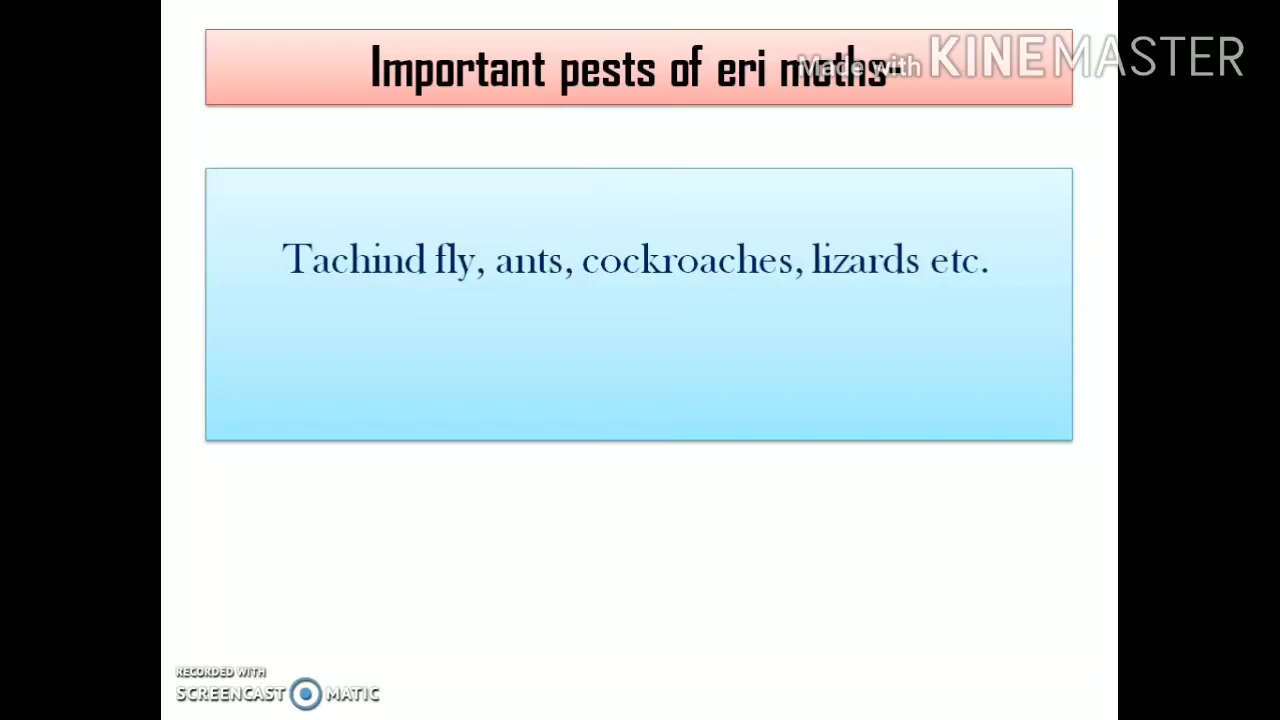 Important pests of eri moths-
Made with KINEMASTER
Tachind fly, ants, cockroaches, lizards etc.
RECORDED WITH
SCREENCAST MATIC